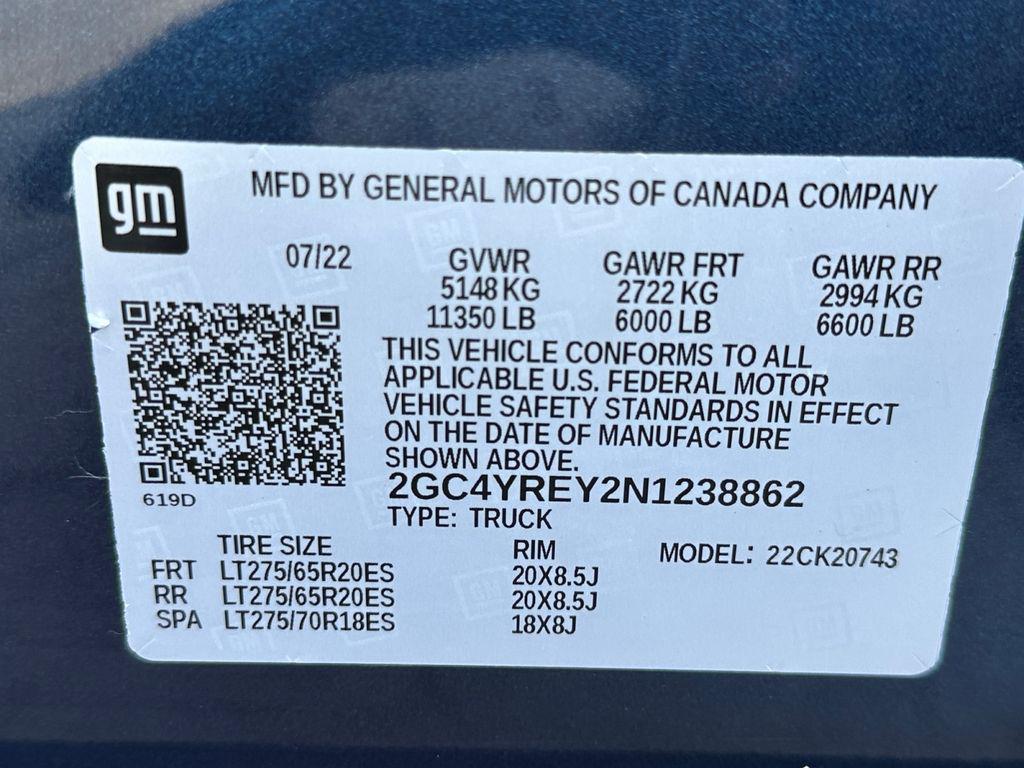 gm
MFD BY GENERAL MOTORS OF CANADA COMPANY
07/22 GVWR GAWR FRT GAWR RR
5148 KG 2722 KG 2994 KG
11350 LB 6000 LB 6600 LB
THIS VEHICLE CONFORMS TO ALL
APPLICABLE U.S. FEDERAL MOTOR
VEHICLE SAFETY STANDARDS IN EFFECT
ON THE DATE OF MANUFACTURE
SHOWN ABOVE.
619D
2GC4YREY2N1238862
TYPE: TRUCK
TIRE SIZE RIM MODEL: 22CK20743
FRT LT275/65R20ES 20X8.5J
RR LT275/65R20ES 20X8.5J
SPA LT275/70R18ES 18X8J